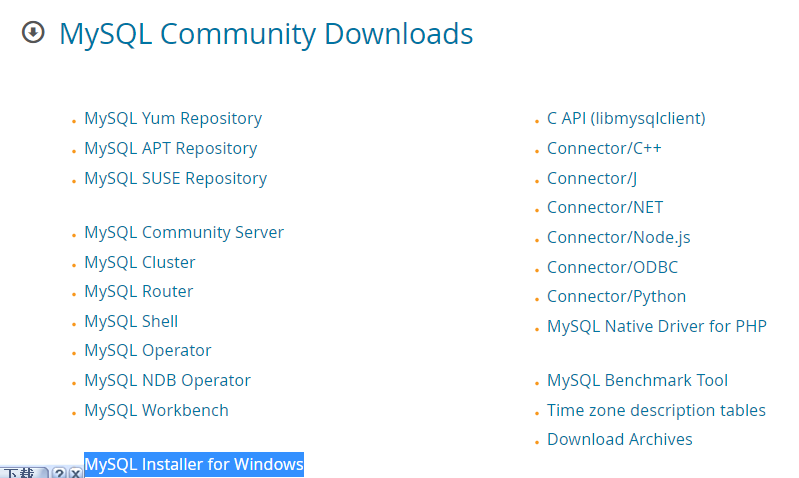 MySQL Community Downloads
MySQL Yum Repository
MySQL APT Repository
MySQL SUSE Repository
MySQL Community Server
MySQL Cluster
MySQL Router
MySQL Shell
MySQL Operator
MySQL NDB Operator
MySQL Workbench
MySQL Installer for Windows
C API (libmysqlclient)
Connector/C++
Connector/J
Connector/NET
Connector/Node.js
Connector/ODBC
Connector/Python
MySQL Native Driver for PHP
MySQL Benchmark Tool
Time zone description tables
Download Archives
下载 ? X